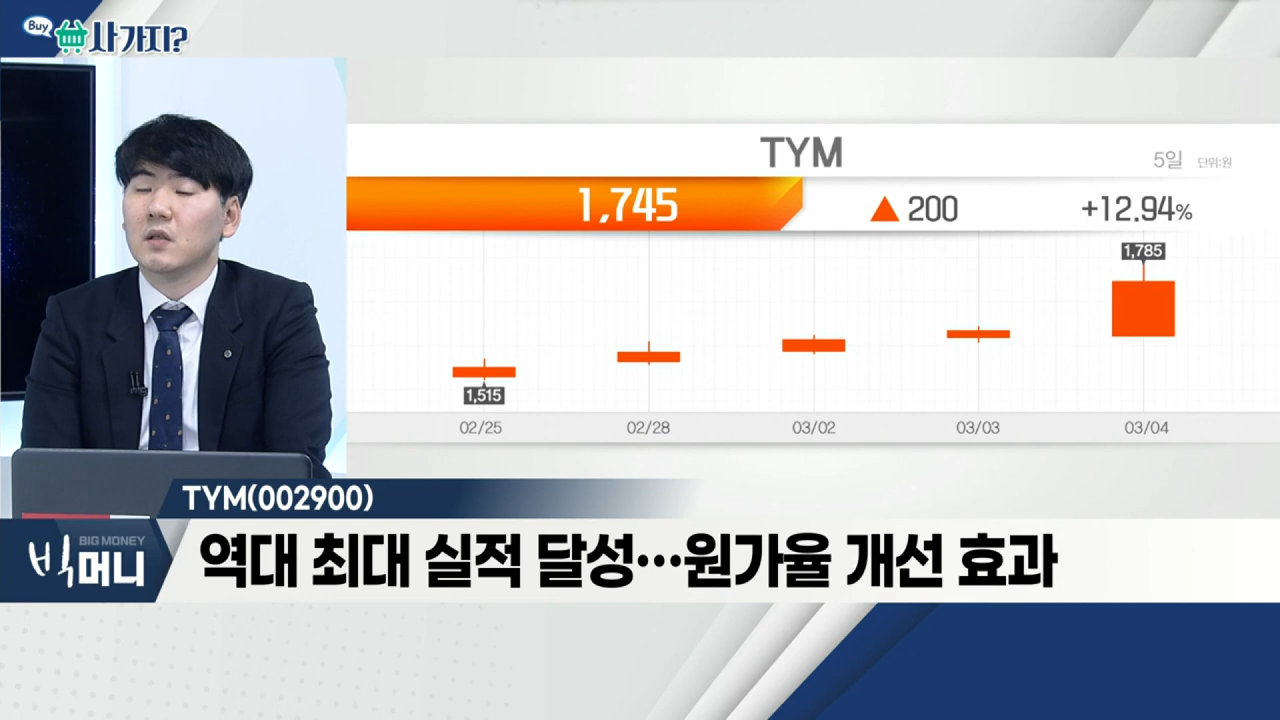 Buy
사가지?
TYM
5일 단위:원
1,745 ▲ 200 +12.94%
1,785
1,515
02/25 02/28 03/02 03/03 03/04
TYM(002900)
BIG MONEY
빅머니
역대 최대 실적 달성…원가율 개선 효과